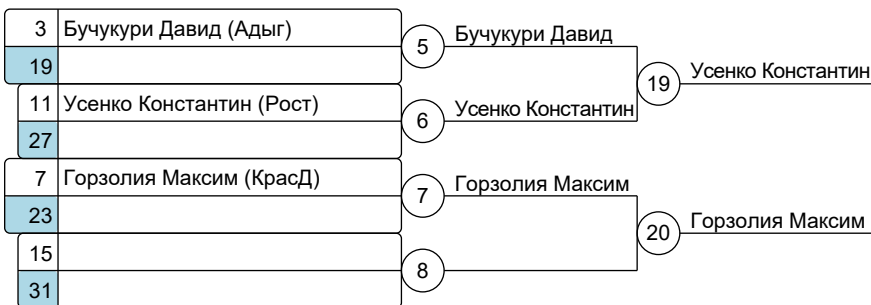 3 Бучукури Давид (Адыг)
19
5
Бучукури Давид
11 Усенко Константин (Рост)
27
6
Усенко Константин
19
Усенко Константин
7 Горзолия Максим (КрасД)
23
7
Горзолия Максим
15
31
8
20
Горзолия Максим